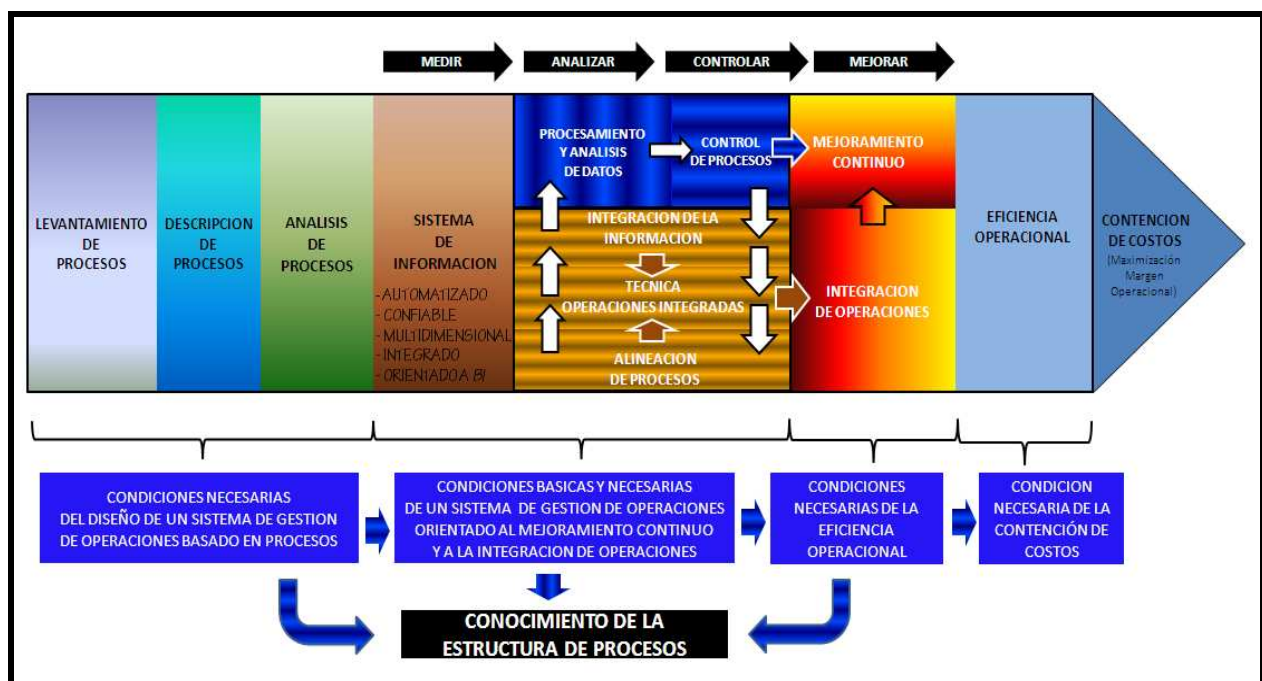 MEDIR
ANALIZAR
CONTROLAR
MEJORAR
LEVANTAMIENTO
DE
PROCESOS
DESCRIPCION
DE
PROCESOS
ANALISIS
DE
PROCESOS
SISTEMA
DE
INFORMACION
- AUTOMATIZADO
- CONFIABLE
- MULTIDIMENSIONAL
- INTEGRADO
- ORIENTADO A BI
PROCESAMIENTO
Y ANALISIS
DE DATOS
CONTROL
DE PROCESOS
INTEGRACION DE LA
INFORMACION
TECNICA
OPERACIONES INTEGRADAS
ALINEACION
DE PROCESOS
MEJORAMIENTO
CONTINUO
INTEGRACION
DE OPERACIONES
EFICIENCIA
OPERACIONAL
CONTENCION
DE COSTOS
(Maximización
Margen
Operacional)
CONDICIONES NECESARIAS
DEL DISEÑO DE UN SISTEMA DE GESTION
DE OPERACIONES BASADO EN PROCESOS
CONDICIONES BASICAS Y NECESARIAS
DE UN SISTEMA DE GESTION DE OPERACIONES
ORIENTADO AL MEJORAMIENTO CONTINUO
Y A LA INTEGRACION DE OPERACIONES
CONDICIONES
NECESARIAS DE LA
EFICIENCIA
OPERACIONAL
CONDICION
NECESARIA DE LA
CONTENCIÓN DE
COSTOS
CONOCIMIENTO DE LA
ESTRUCTURA DE PROCESOS